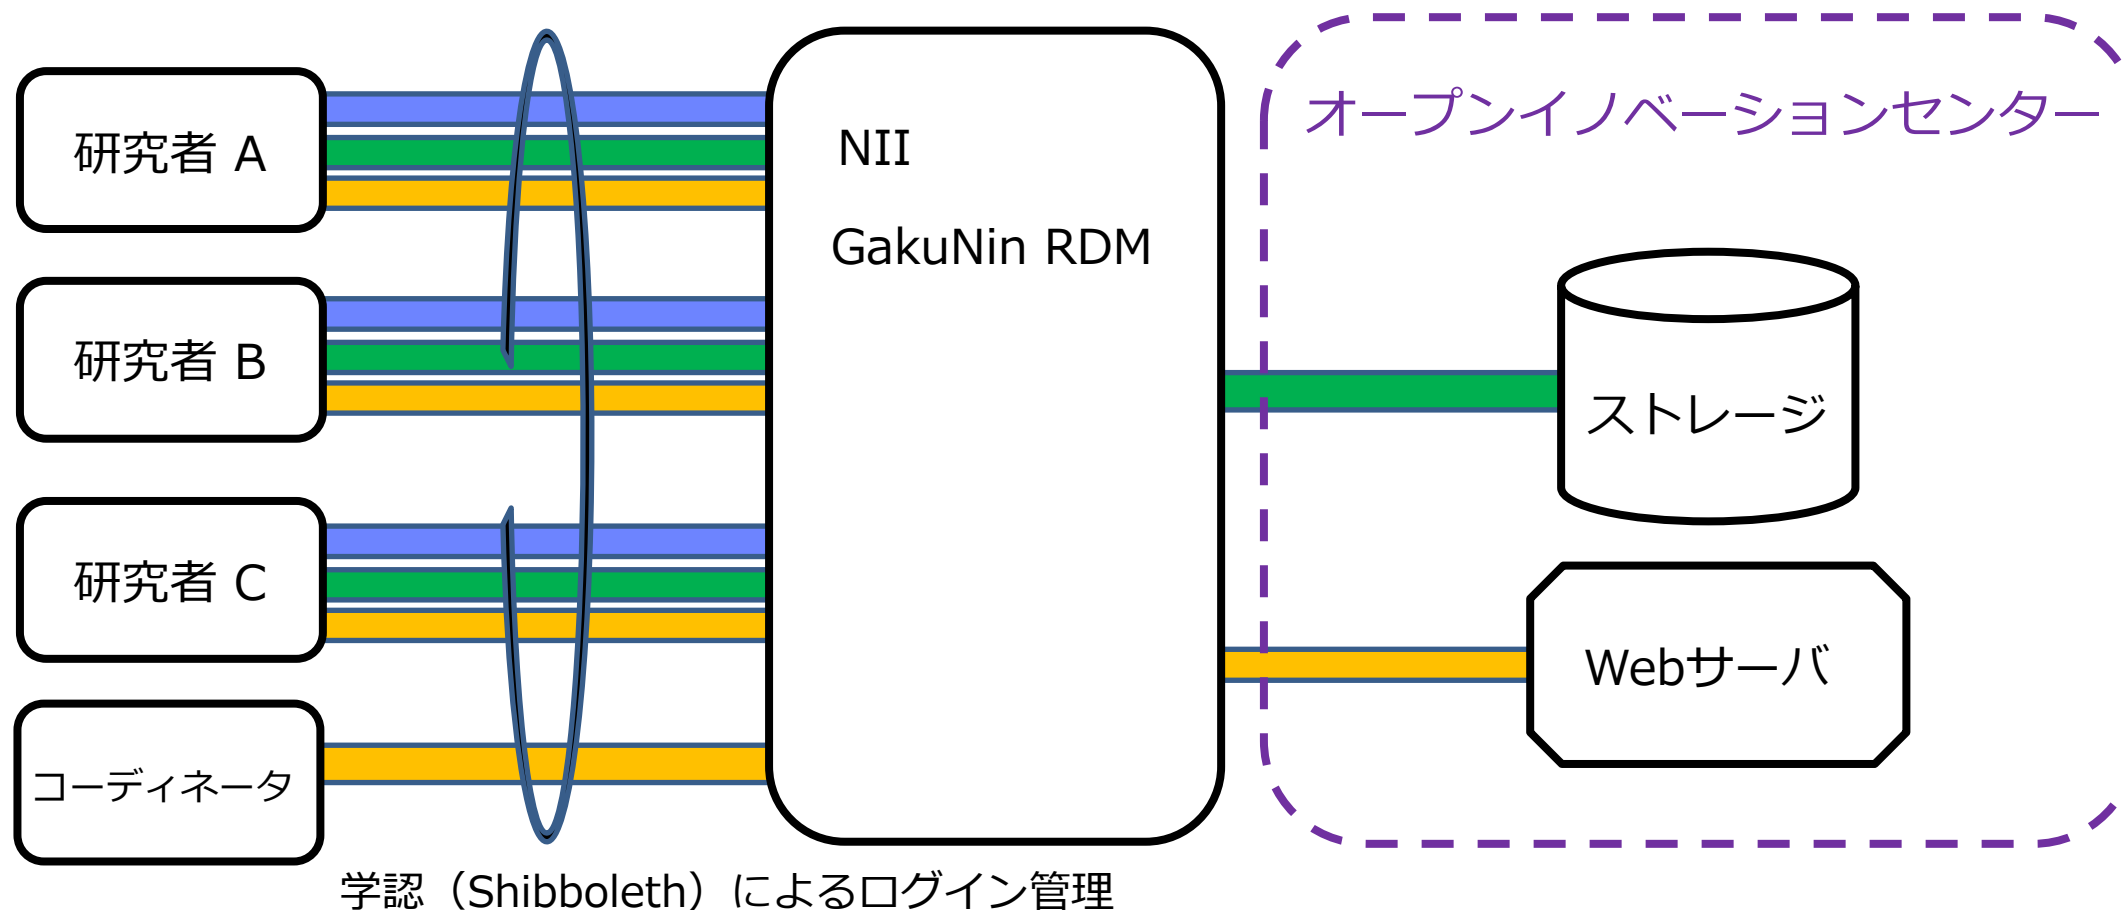 研究者 A
研究者 B
研究者 C
コーディネータ
NII
GakuNin RDM
オープンイノベーションセンター
ストレージ
Webサーバ
学認（Shibboleth）によるログイン管理